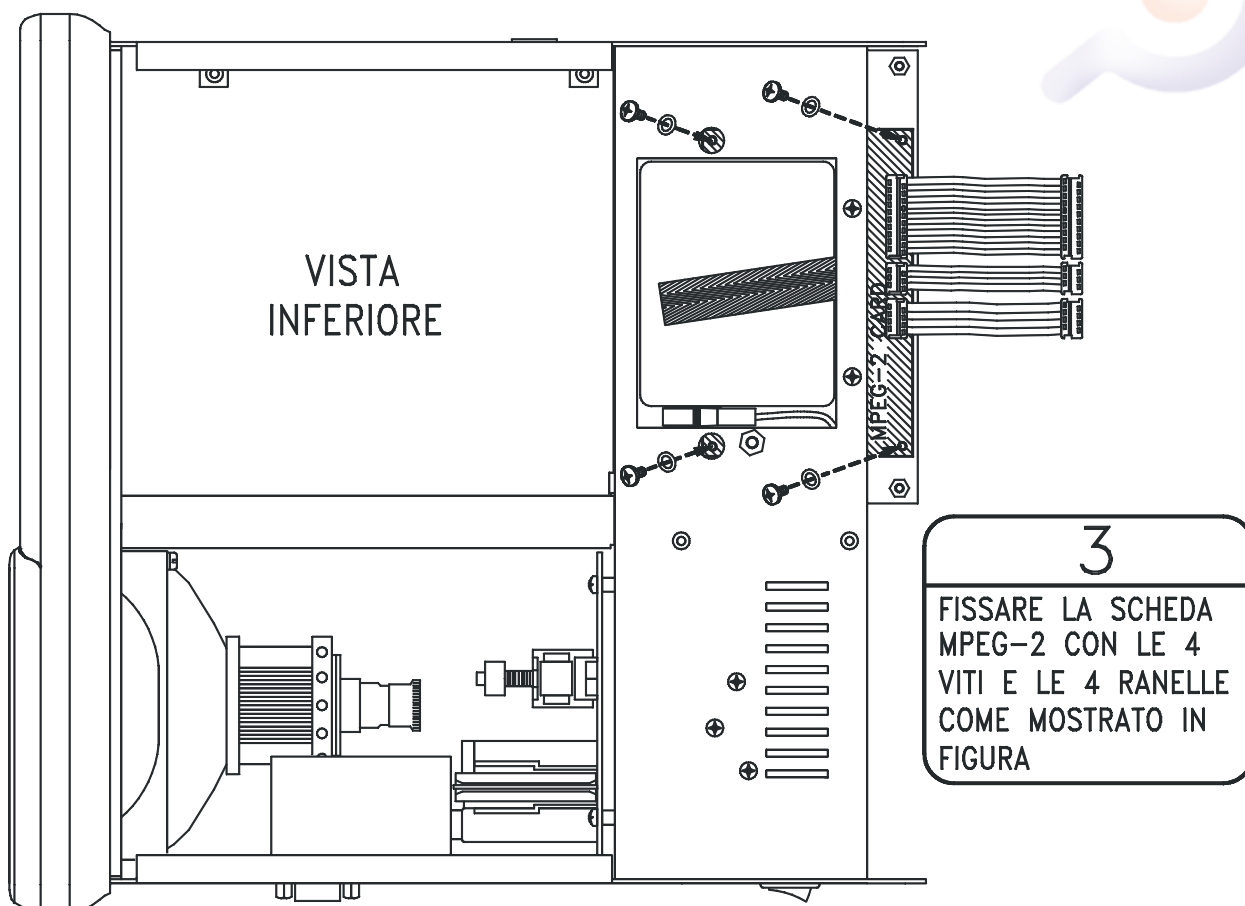 VISTA
INFERIORE
MPEG-2 CARD
3
FISSARE LA SCHEDA
MPEG-2 CON LE 4
VITI E LE 4 RANELLE
COME MOSTRATO IN
FIGURA